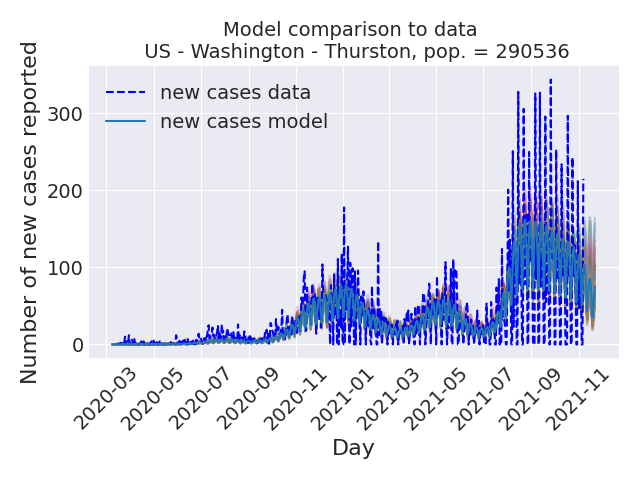 Model comparison to data
US - Washington - Thurston, pop. = 290536
Number of new cases reported
300
200
100
0
new cases data
new cases model
2020-03
2020-05
2020-07
2020-09
2020-11
2021-01
2021-03
2021-05
2021-07
2021-09
2021-11
Day